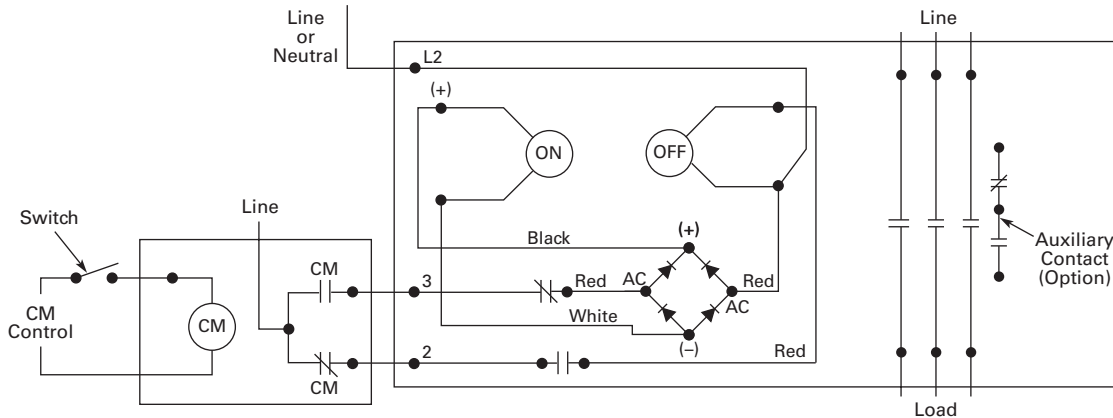 Line
or
Neutral
L2
Line
(+)
ON
OFF
Switch
Line
Black
(+)
Auxiliary
Contact
(Option)
CM
3
Red
AC
Red
AC
CM
Control
CM
White
2
(–)
Red
CM
Load